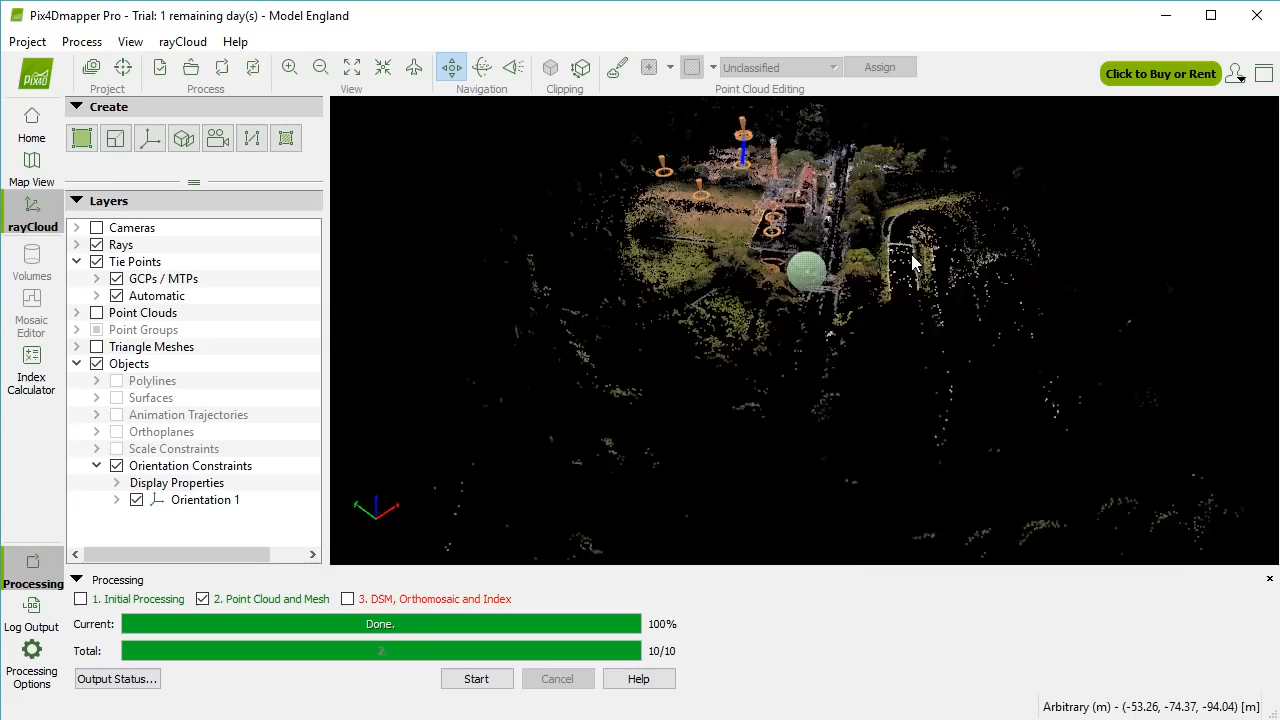 Pix4Dmapper Pro - Trial: 1 remaining day(s) - Model England
Project Process View rayCloud Help
pix4D
Project Process View Navigation Clipping Point Cloud Editing
Unclassified Assign
Click to Buy or Rent
Home
Map View
rayCloud
Volumes
Mosaic
Editor
Index
Calculator
Create
Layers
Cameras
Rays
Tie Points
GCPs / MTPs
Automatic
Point Clouds
Point Groups
Triangle Meshes
Objects
Polylines
Surfaces
Animation Trajectories
Orthoplanes
Scale Constraints
Orientation Constraints
Display Properties
Orientation 1
Processing
Log Output
Processing
Options
Processing
1. Initial Processing 2. Point Cloud and Mesh 3. DSM, Orthomosaic and Index
Current: Done. 100%
Total: 2. 10/10
Output Status... Start Cancel Help
Arbitrary (m) - (-53.26, -74.37, -94.04) [m]